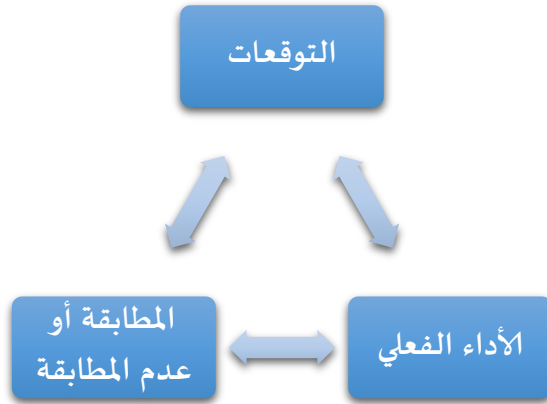 التوقعات
الأداء الفعلي
المطابقة أو
عدم المطابقة